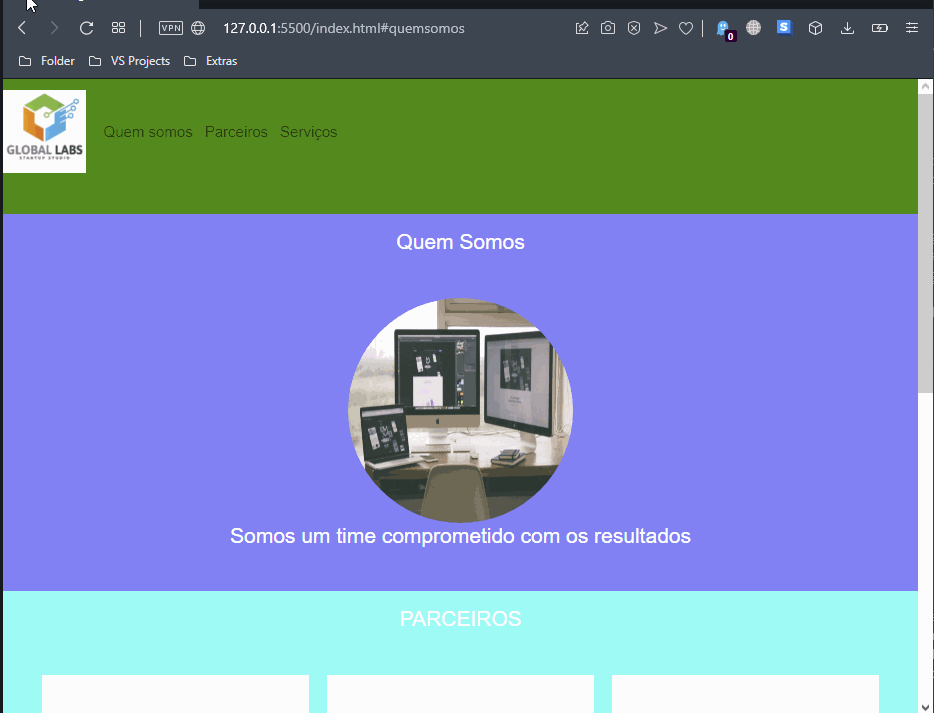 VPN
127.0.0.1:5500/index.html#quemsomos
S
0
Folder VS Projects Extras
GLOBAL LABS
STARTUP STUDIO
Quem somos Parceiros Serviços
Quem Somos
Somos um time comprometido com os resultados
PARCEIROS